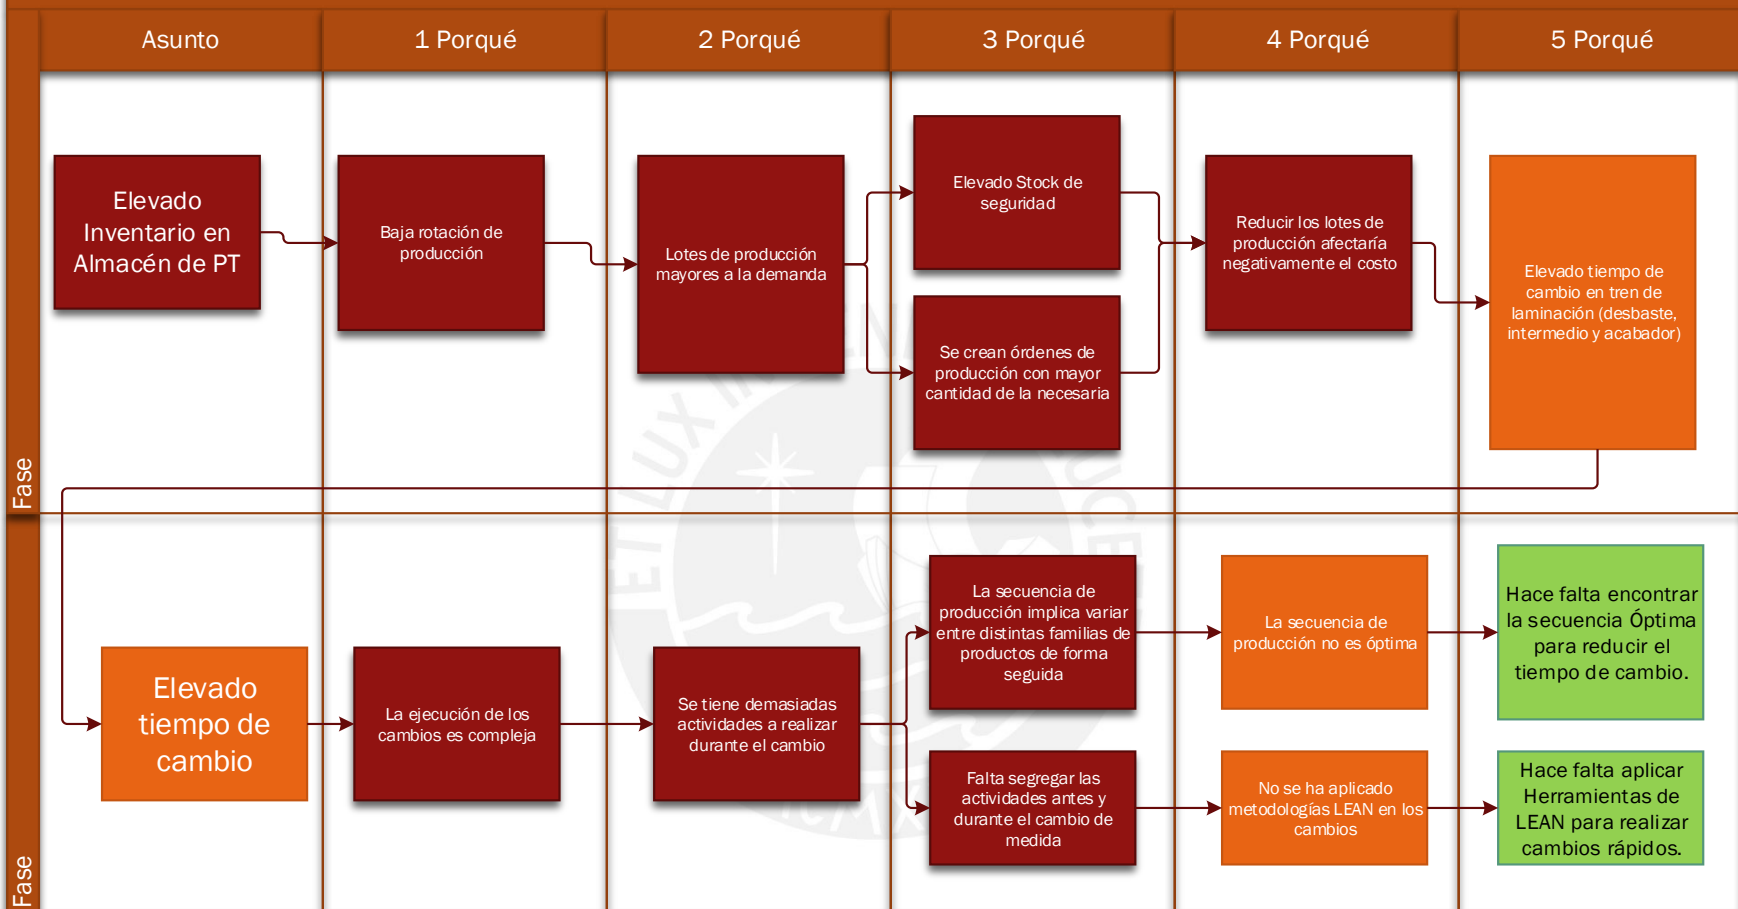 Asunto
1 Porqué
2 Porqué
3 Porqué
4 Porqué
5 Porqué
Fase
Elevado
Inventario en
Almacén de PT
Baja rotación de
producción
Lotes de producción
mayores a la demanda
Elevado Stock de
seguridad
Se crean órdenes de
producción con mayor
cantidad de la necesaria
Reducir los lotes de
producción afectaría
negativamente el costo
Elevado tiempo de
cambio en tren de
laminación (desbaste,
intermedio y acabador)
Fase
Elevado
tiempo de
cambio
La ejecución de los
cambios es compleja
Se tiene demasiadas
actividades a realizar
durante el cambio
La secuencia de
producción implica variar
entre distintas familias de
productos de forma
seguida
La secuencia de
producción no es óptima
Hace falta encontrar
la secuencia Óptima
para reducir el
tiempo de cambio.
Falta segregar las
actividades antes y
durante el cambio de
medida
No se ha aplicado
metodologías LEAN en los
cambios
Hace falta aplicar
Herramientas de
LEAN para realizar
cambios rápidos.
ET LUX IN